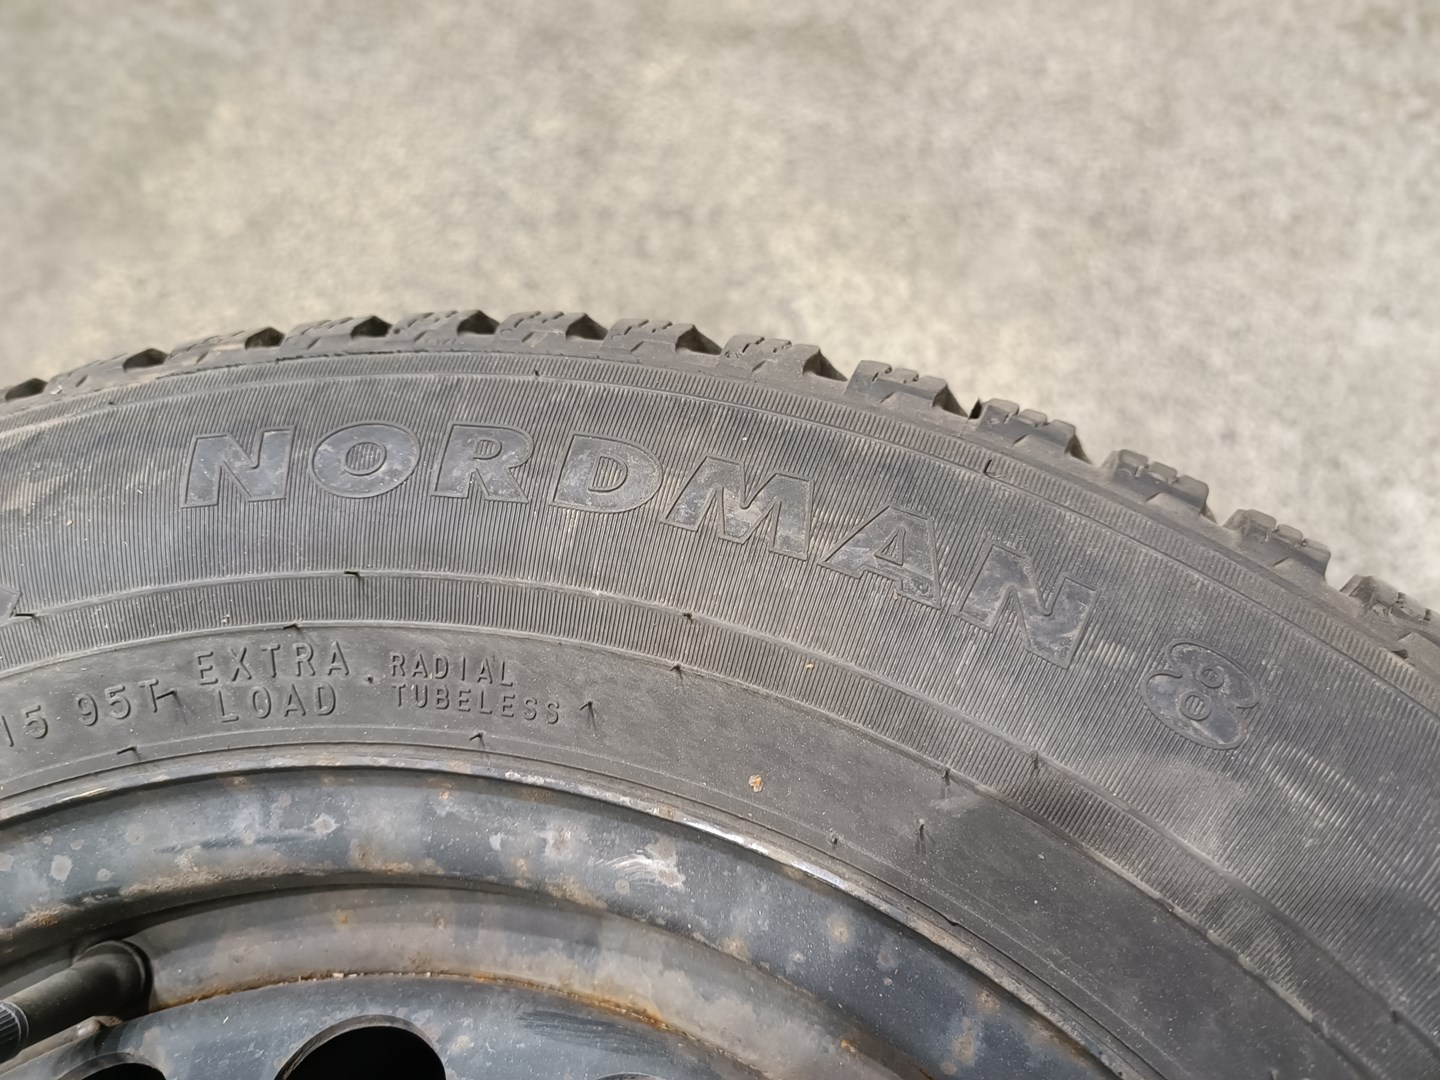 NORDMAN 8
15 95T EXTRA LOAD RADIAL TUBELESS